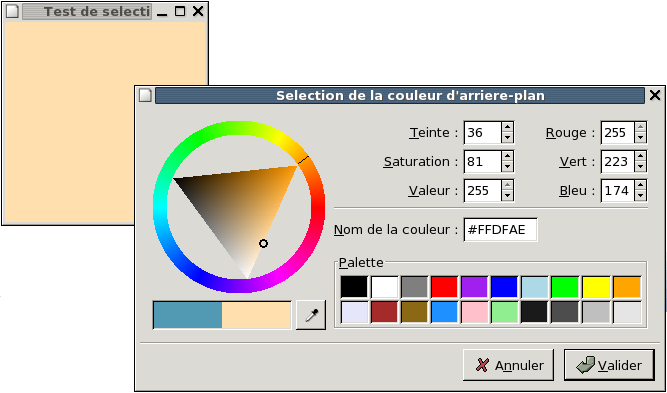 Test de selecti
Selection de la couleur d'arriere-plan
Teinte : 36
Rouge : 255
Saturation : 81
Vert : 223
Valeur : 255
Bleu : 174
Nom de la couleur : #FFDFAE
Palette
Annuler
Valider